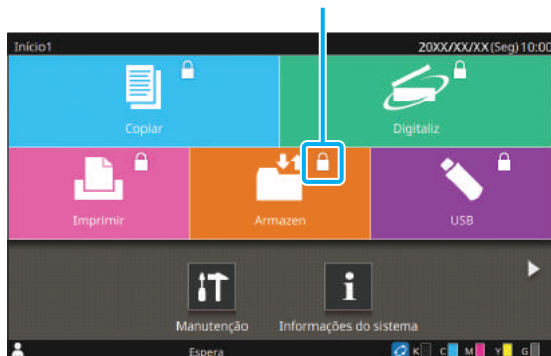 Início1 20XX/XX/XX(Seg)10:00
Copiar Digitaliz
Imprimir Armazen USB
Manutenção Informações do sistema
Espera K C M Y G